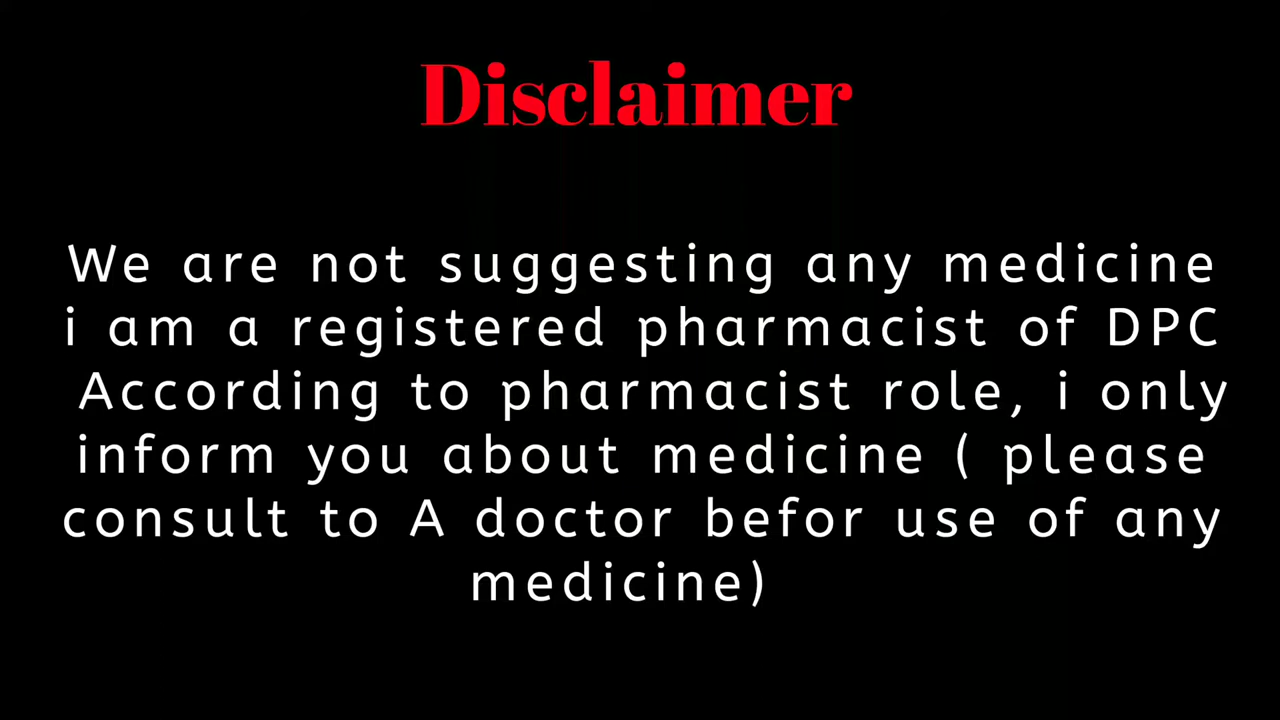 Disclaimer
We are not suggesting any medicine
i am a registered pharmacist of DPC
According to pharmacist role, i only
inform you about medicine ( please
consult to A doctor befor use of any
medicine)